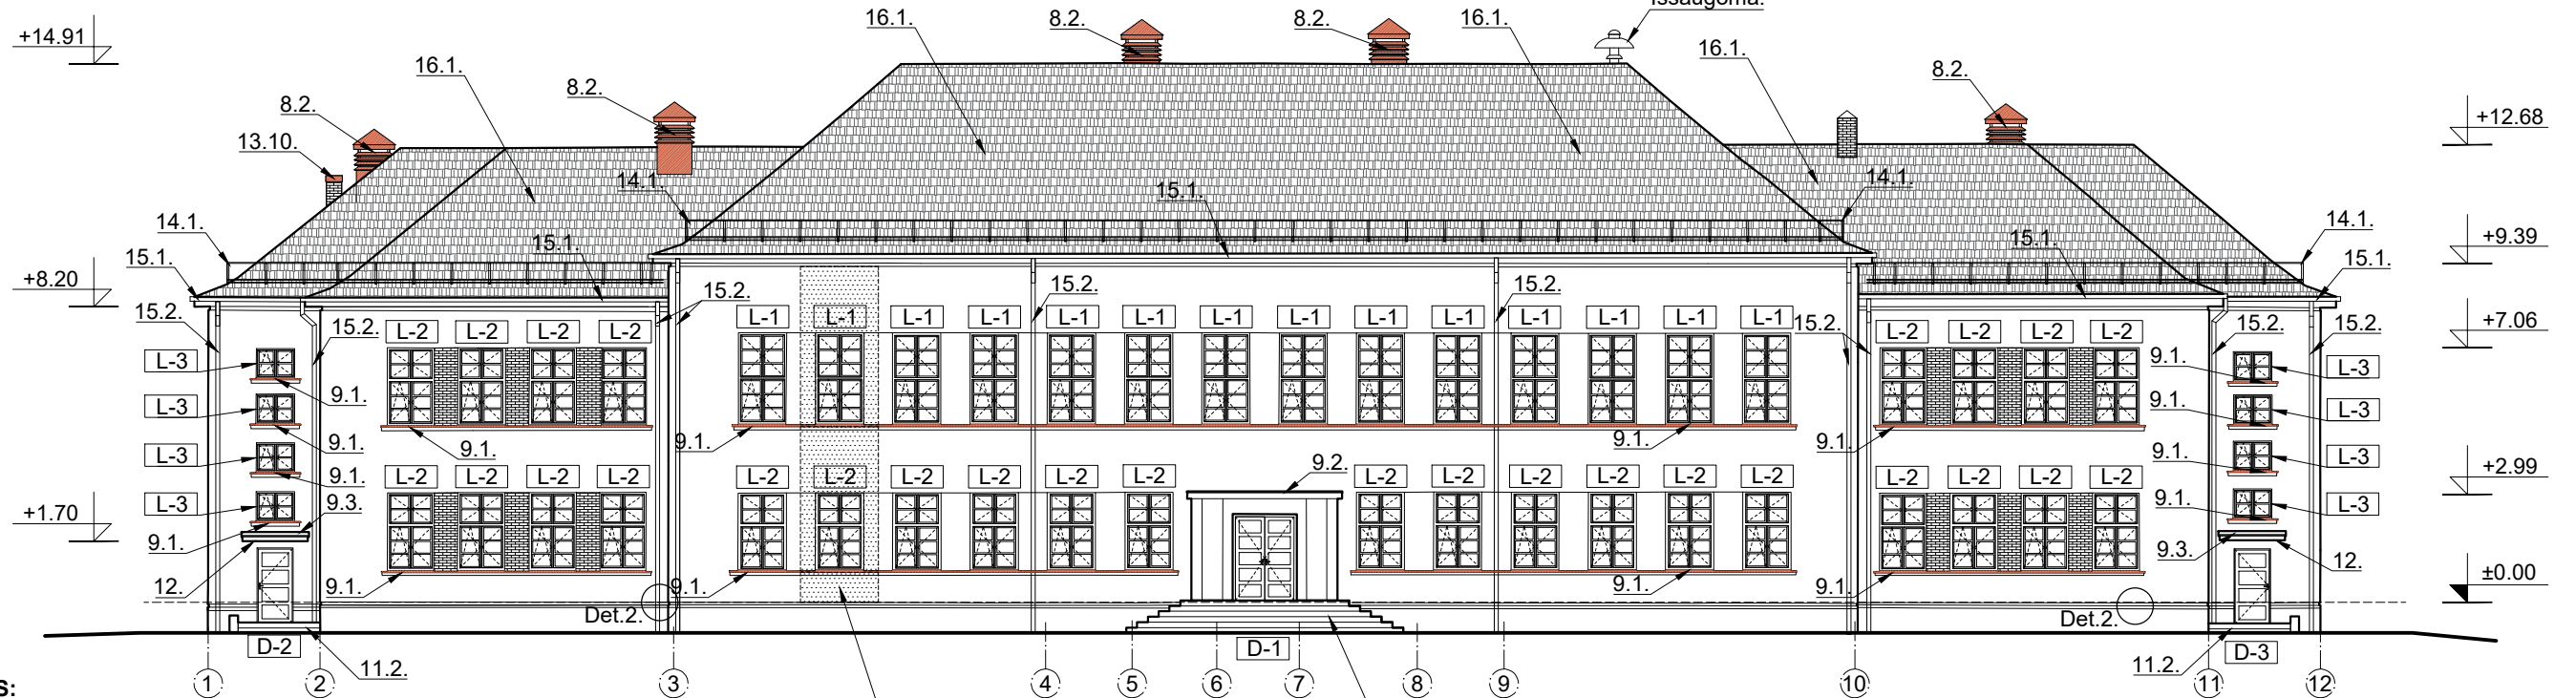 Išsaugoma.
16.1. 8.2. 8.2. 16.1.
+14.91
16.1.
16.1.
8.2.
8.2.
8.2.
+12.68
13.10.
14.1. 15.1. 14.1.
14.1. 14.1.
15.1. 15.1. 15.1. 15.1.
+9.39
+8.20
15.2. 15.2. 15.2.
15.2. 15.2. 15.2. 15.2. 15.2.
+7.06
L-1 L-1 L-1 L-1 L-1 L-1 L-1 L-1 L-1 L-1 L-1 L-1 L-1 L-1
L-2 L-2 L-2 L-2 L-2 L-2 L-2 L-2
L-3 9.1. L-3
9.1.
L-3 9.1. L-3
9.1. 9.1. 9.1. 9.1. 9.1.
L-3 9.1. L-3
9.1. 9.2.
L-2 L-2 L-2 L-2 L-2 L-2 L-2 L-2 L-2 L-2 L-2 L-2 L-2 L-2 L-2 L-2 L-2 L-2 L-2 L-2
+2.99
L-3 9.3. 9.1. L-3
+1.70
9.1. 9.3.
12. 9.1. 9.1. 9.1. 9.1. 12.
±0.00
Det.2. Det.2.
D-2 D-1 D-3
11.2. 11.2.
1 2 3 4 5 6 7 8 9 10 11 12
S: